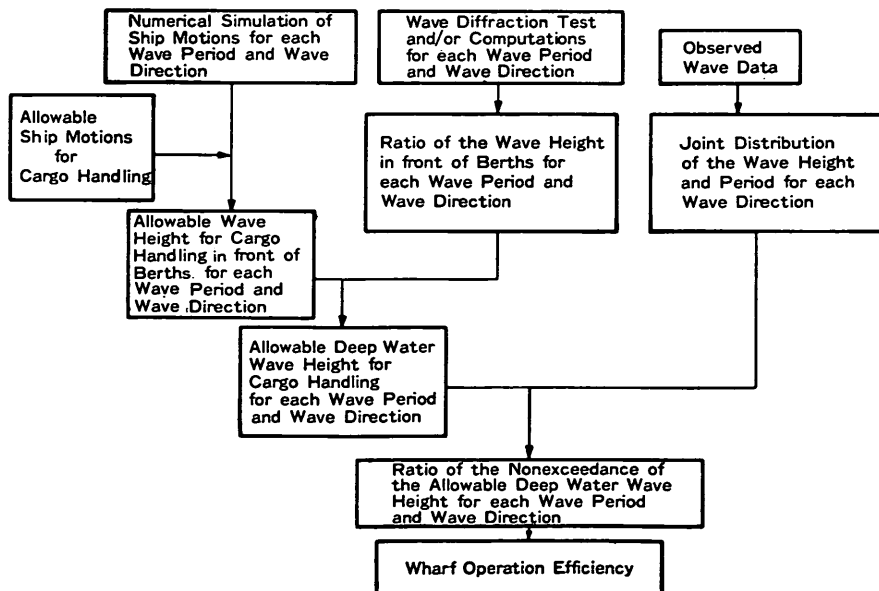 Numerical Simulation of
Ship Motions for each
Wave Period and Wave
Direction
Wave Diffraction Test
and/or Computations
for each Wave Period
and Wave Direction
Observed
Wave Data
Allowable
Ship Motions
for
Cargo Handling
Ratio of the Wave Height
in front of Berths for
each Wave Period and
Wave Direction
Joint Distribution
of the Wave Height
and Period for each
Wave Direction
Allowable Wave
Height for Cargo
Handling in front of
Berths. for each
Wave Period and
Wave Direction
Allowable Deep Water
Wave Height for
Cargo Handling
for each Wave Period
and Wave Direction
Ratio of the Nonexceedance of
the Allowable Deep Water Wave
Height for each Wave Period
and Wave Direction
Wharf Operation Efficiency